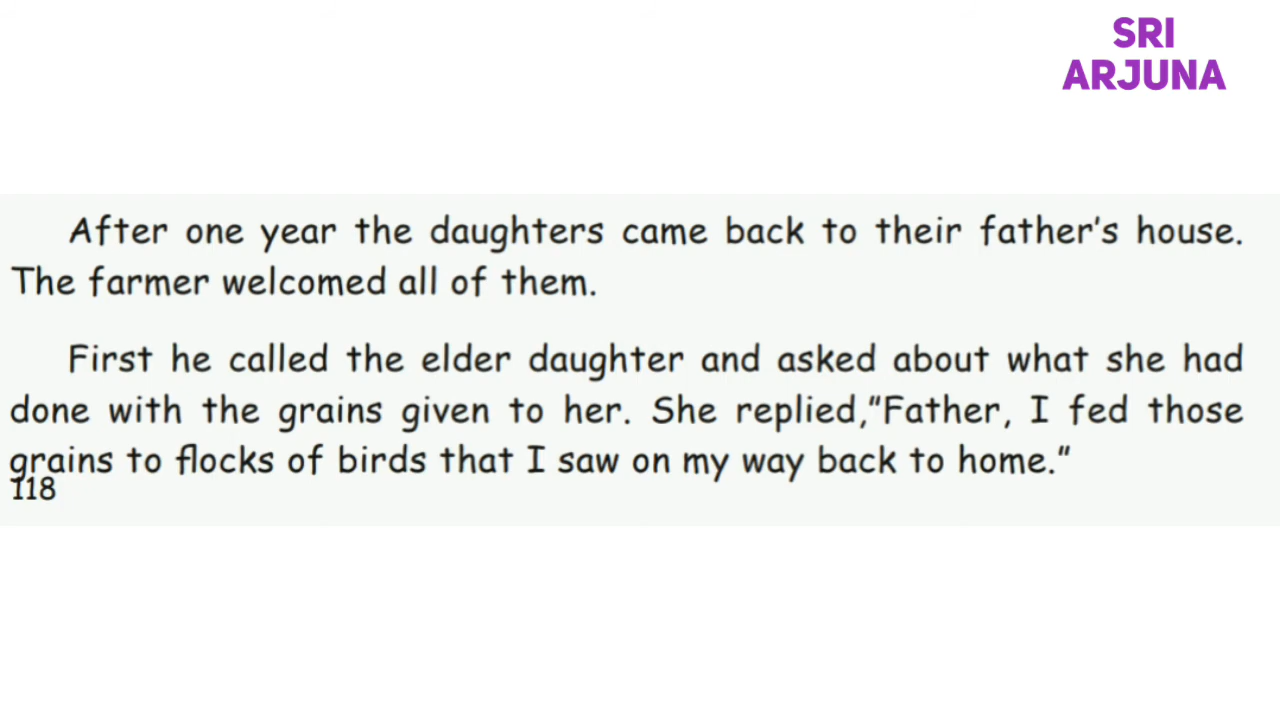 SRI
ARJUNA
After one year the daughters came back to their father's house.
The farmer welcomed all of them.
First he called the elder daughter and asked about what she had
done with the grains given to her. She replied,"Father, I fed those
grains to flocks of birds that I saw on my way back to home."
118